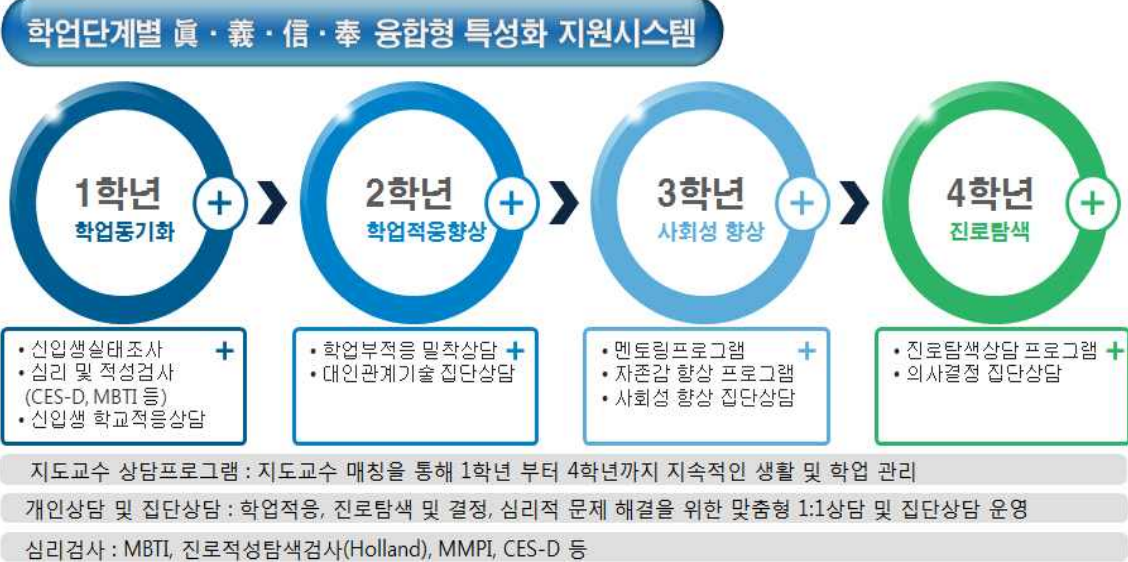 학업단계별 眞·義·信·奉 융합형 특성화 지원시스템
1학년
학업동기화
2학년
학업적응향상
3학년
사회성 향상
4학년
진로탐색
• 신입생실태조사
• 심리 및 적성검사
(CES-D, MBTI 등)
• 신입생 학교적응상담
• 학업부적응 밀착상담
• 대인관계기술 집단상담
• 멘토링프로그램
• 자존감 향상 프로그램
• 사회성 향상 집단상담
• 진로탐색상담 프로그램
• 의사결정 집단상담
지도교수 상담프로그램 : 지도교수 매칭을 통해 1학년 부터 4학년까지 지속적인 생활 및 학업 관리
개인상담 및 집단상담 : 학업적응, 진로탐색 및 결정, 심리적 문제 해결을 위한 맞춤형 1:1상담 및 집단상담 운영
심리검사 : MBTI, 진로적성탐색검사(Holland), MMPI, CES-D 등